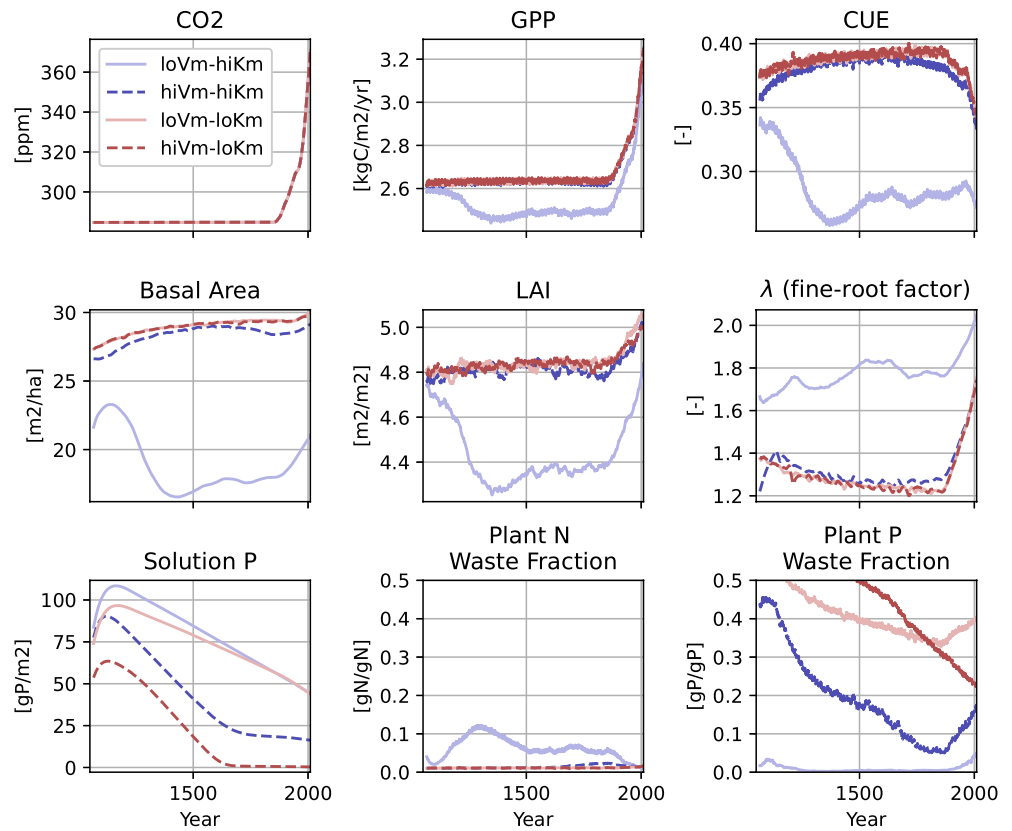 CO2
[ppm]
360
340
320
300
loVm-hiKm
hiVm-hiKm
loVm-loKm
hiVm-loKm
GPP
[kgC/m2/yr]
3.2
3.0
2.8
2.6
CUE
[-]
0.40
0.35
0.30
Basal Area
[m2/ha]
30
25
20
LAI
[m2/m2]
5.0
4.8
4.6
4.4
λ (fine-root factor)
[-]
2.0
1.8
1.6
1.4
1.2
Solution P
[gP/m2]
100
75
50
25
0
1500
2000
Year
Plant N
Waste Fraction
[gN/gN]
0.5
0.4
0.3
0.2
0.1
0.0
1500
2000
Year
Plant P
Waste Fraction
[gP/gP]
0.5
0.4
0.3
0.2
0.1
0.0
1500
2000
Year